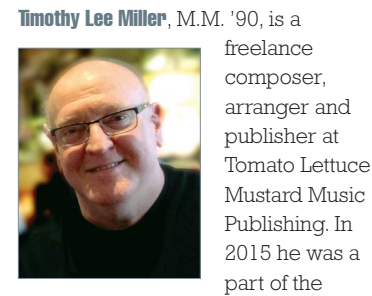 Timothy Lee Miller, M.M. ’90, is a
freelance
composer,
arranger and
publisher at
Tomato Lettuce
Mustard Music
Publishing. In
2015 he was a
part of the